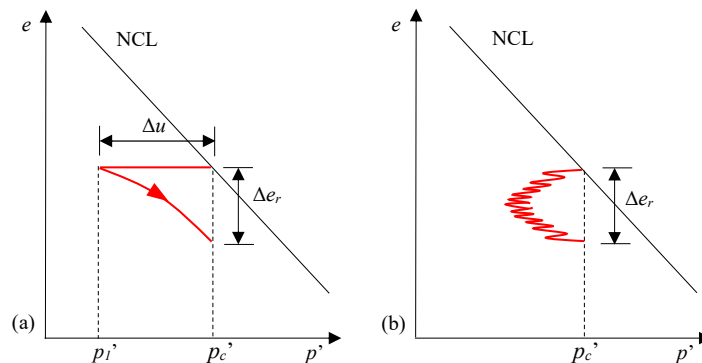 e
NCL
Δu
Δe_r
(a)
p_1’
p_c’
p’
e
NCL
Δe_r
(b)
p_c’
p’